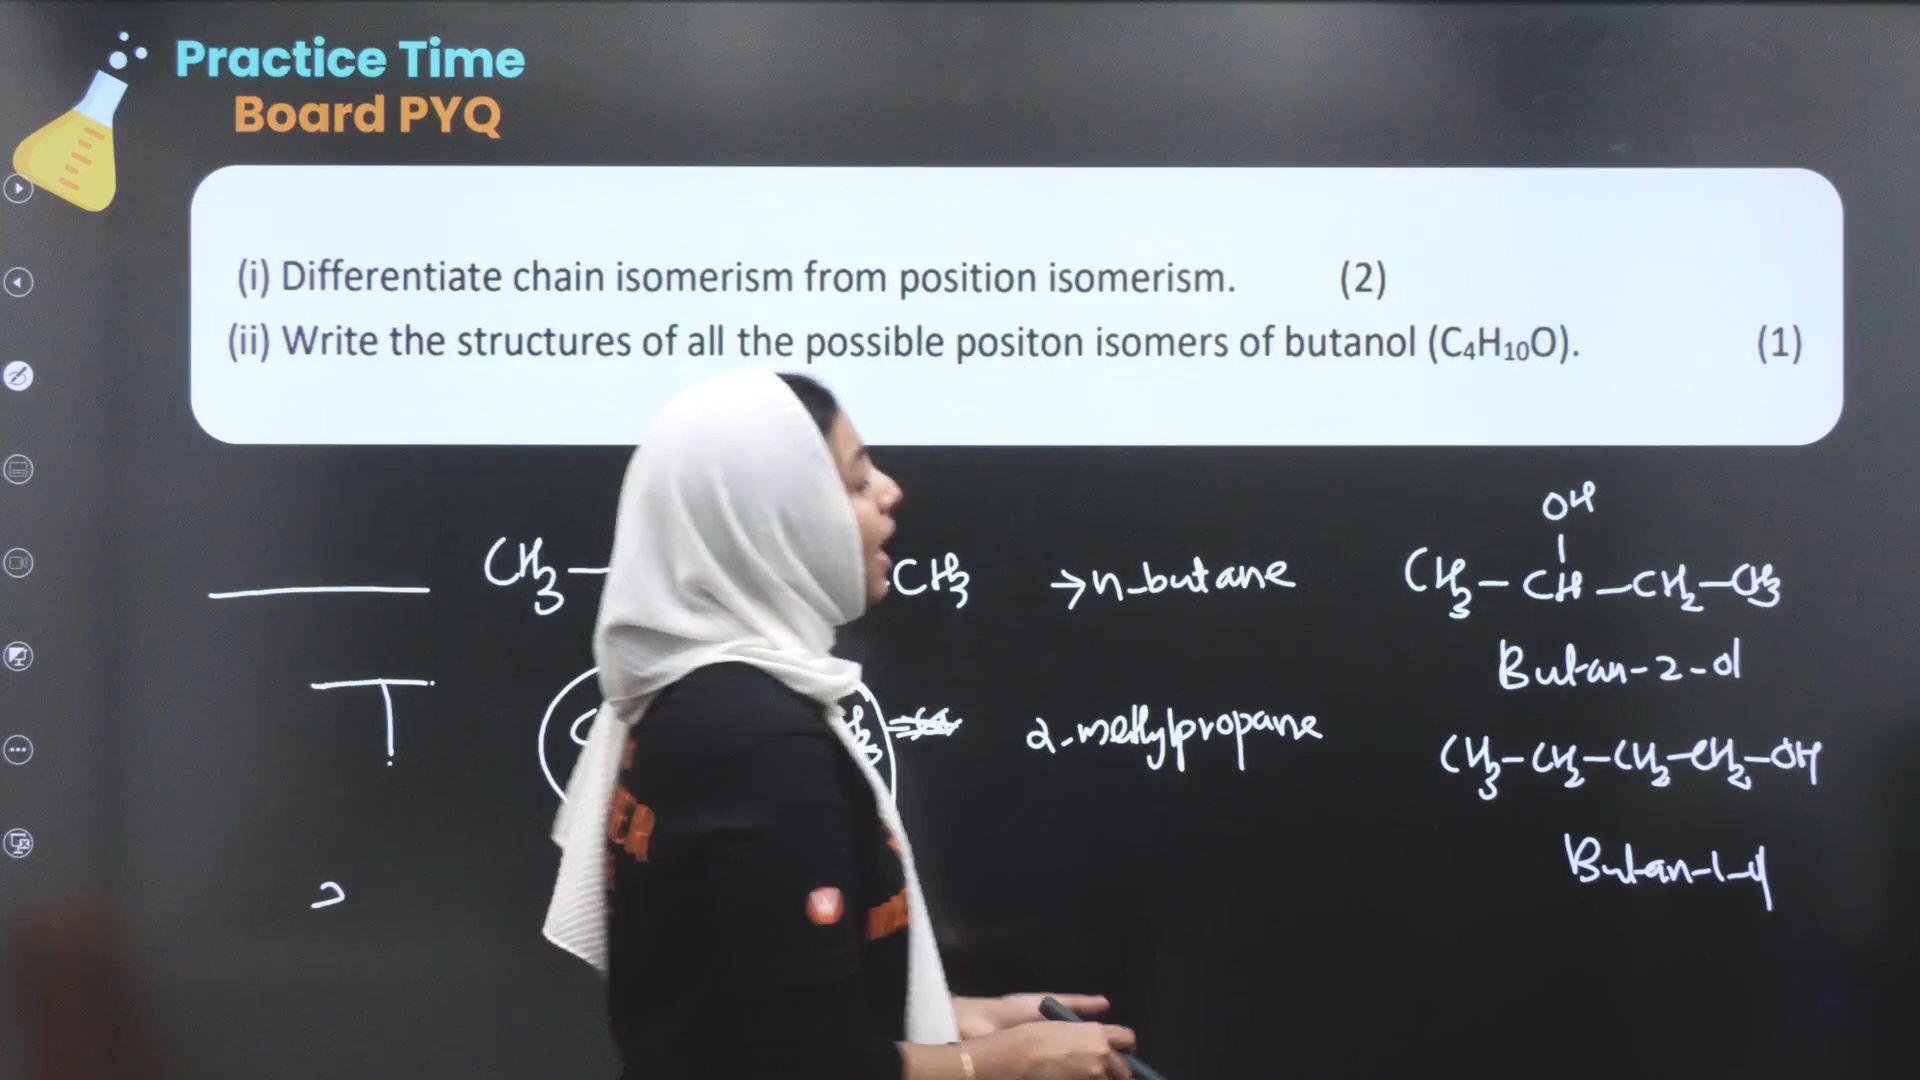 Practice Time
Board PYQ
(i) Differentiate chain isomerism from position isomerism. (2)
(ii) Write the structures of all the possible positon isomers of butanol (C₄H₁₀O). (1)
OH
CH₃— CH₃ →n-butane CH₃–CH–CH₂–CH₃
Butan-2-ol
2-methylpropane
CH₃–CH₂–CH₂–CH₂–OH
Butan-1-ol